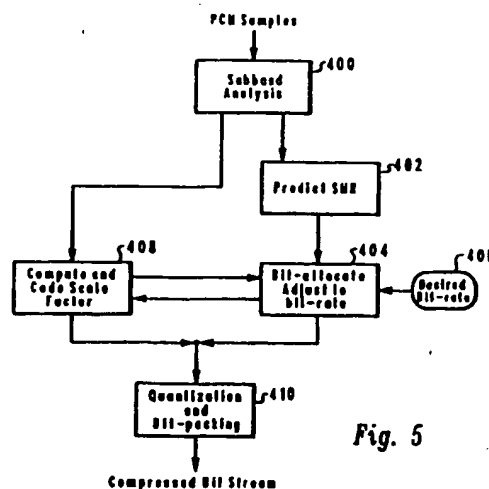 PCM Samples
400
Subband
Analysis
402
Predict SMR
408
Compute and
Code Scale
Factor
404
Bit-allocate
Adjust to
bit-rate
Desired
Bit-rate
410
Quantization
and
Bit-packing
Fig. 5
Compressed Bit Stream